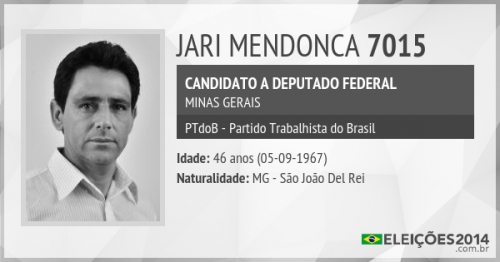 JARI MENDONCA 7015
CANDIDATO A DEPUTADO FEDERAL
MINAS GERAIS
PTdoB - Partido Trabalhista do Brasil
Idade: 46 anos (05-09-1967)
Naturalidade: MG - São João Del Rei
ELEIÇÕES2014
.com.br